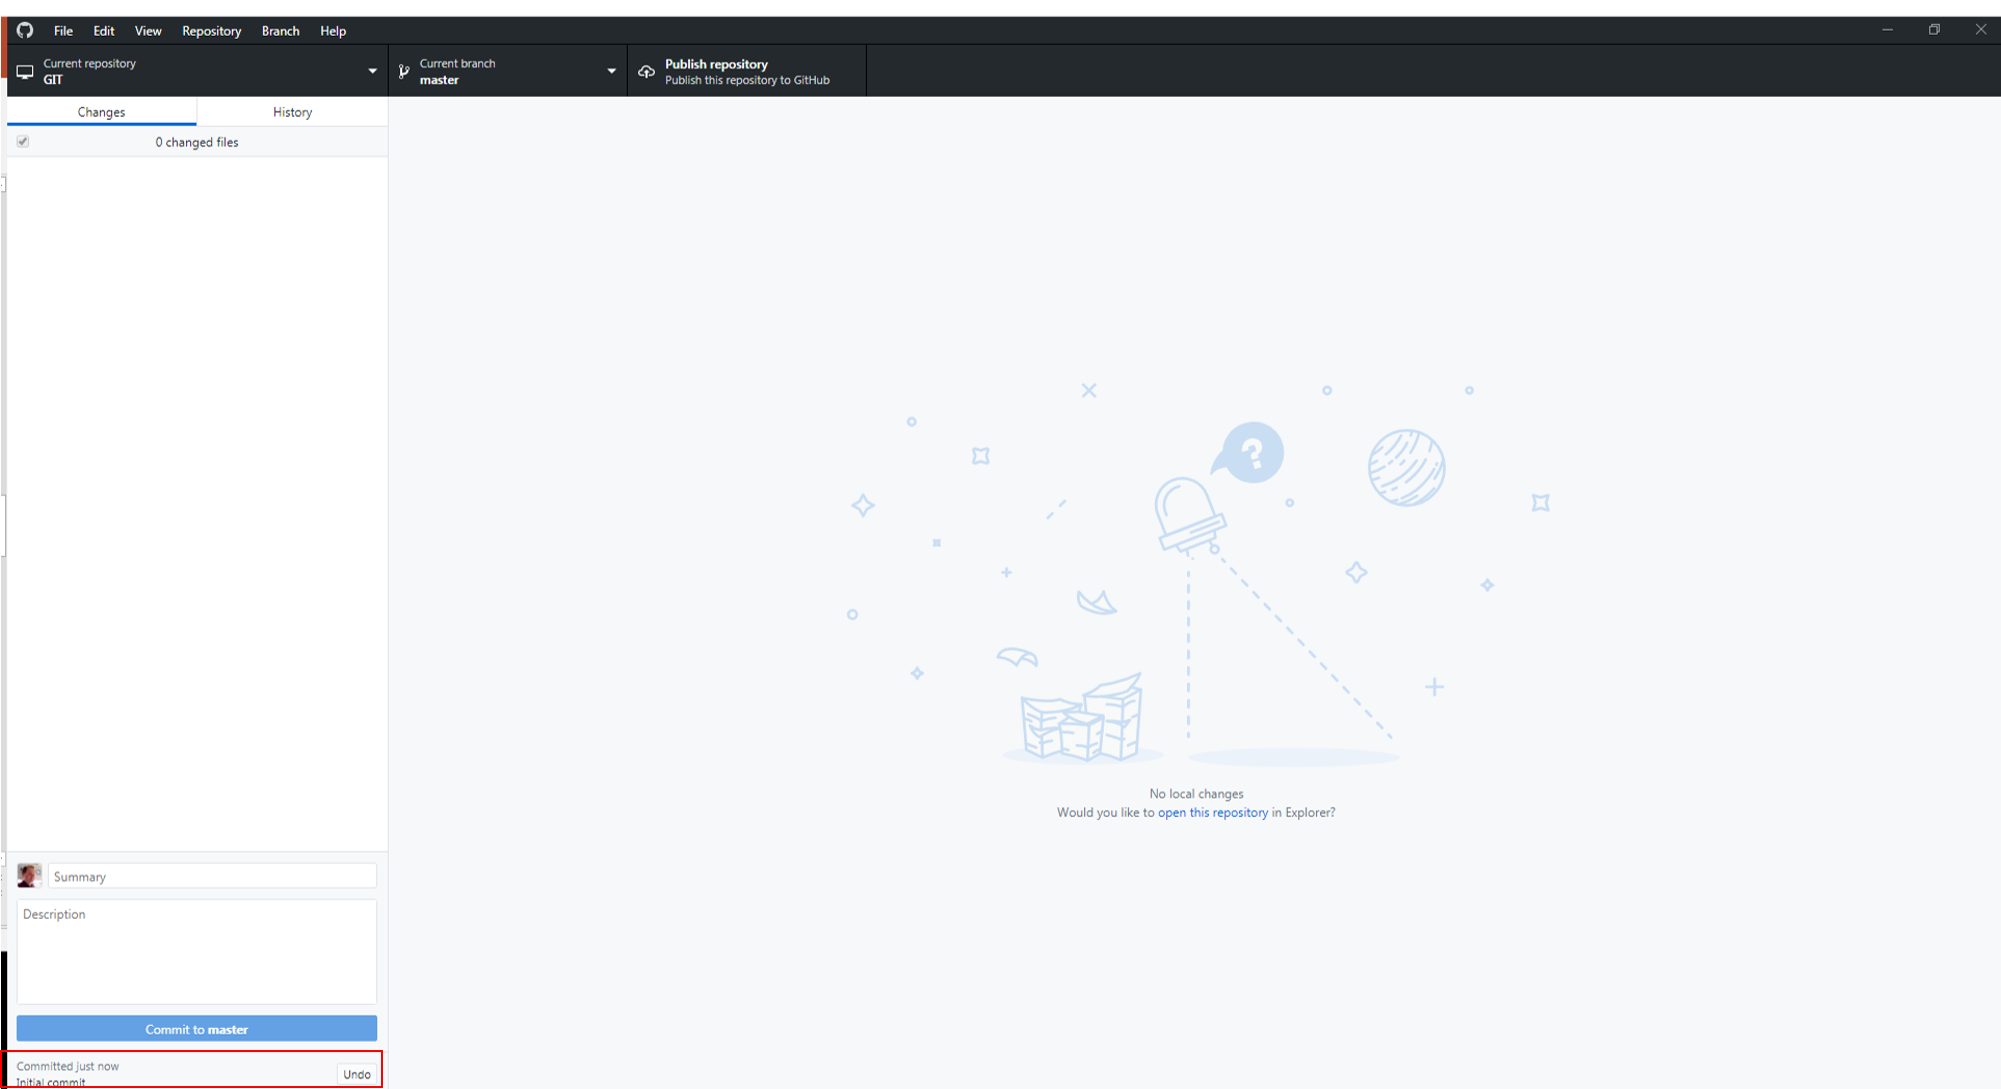 File Edit View Repository Branch Help
Current repository
GIT
Current branch
master
Publish repository
Publish this repository to GitHub
Changes
History
0 changed files
?
No local changes
Would you like to open this repository in Explorer?
Summary
Description
Commit to master
Committed just now
Initial commit
Undo